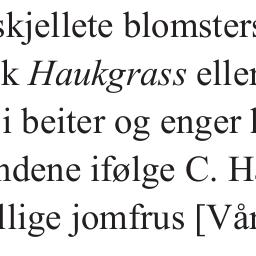 skjellete blomsters
k Haukgrass eller
i beiter og enger
ndene ifølge C. H
llige jomfrus [Vår